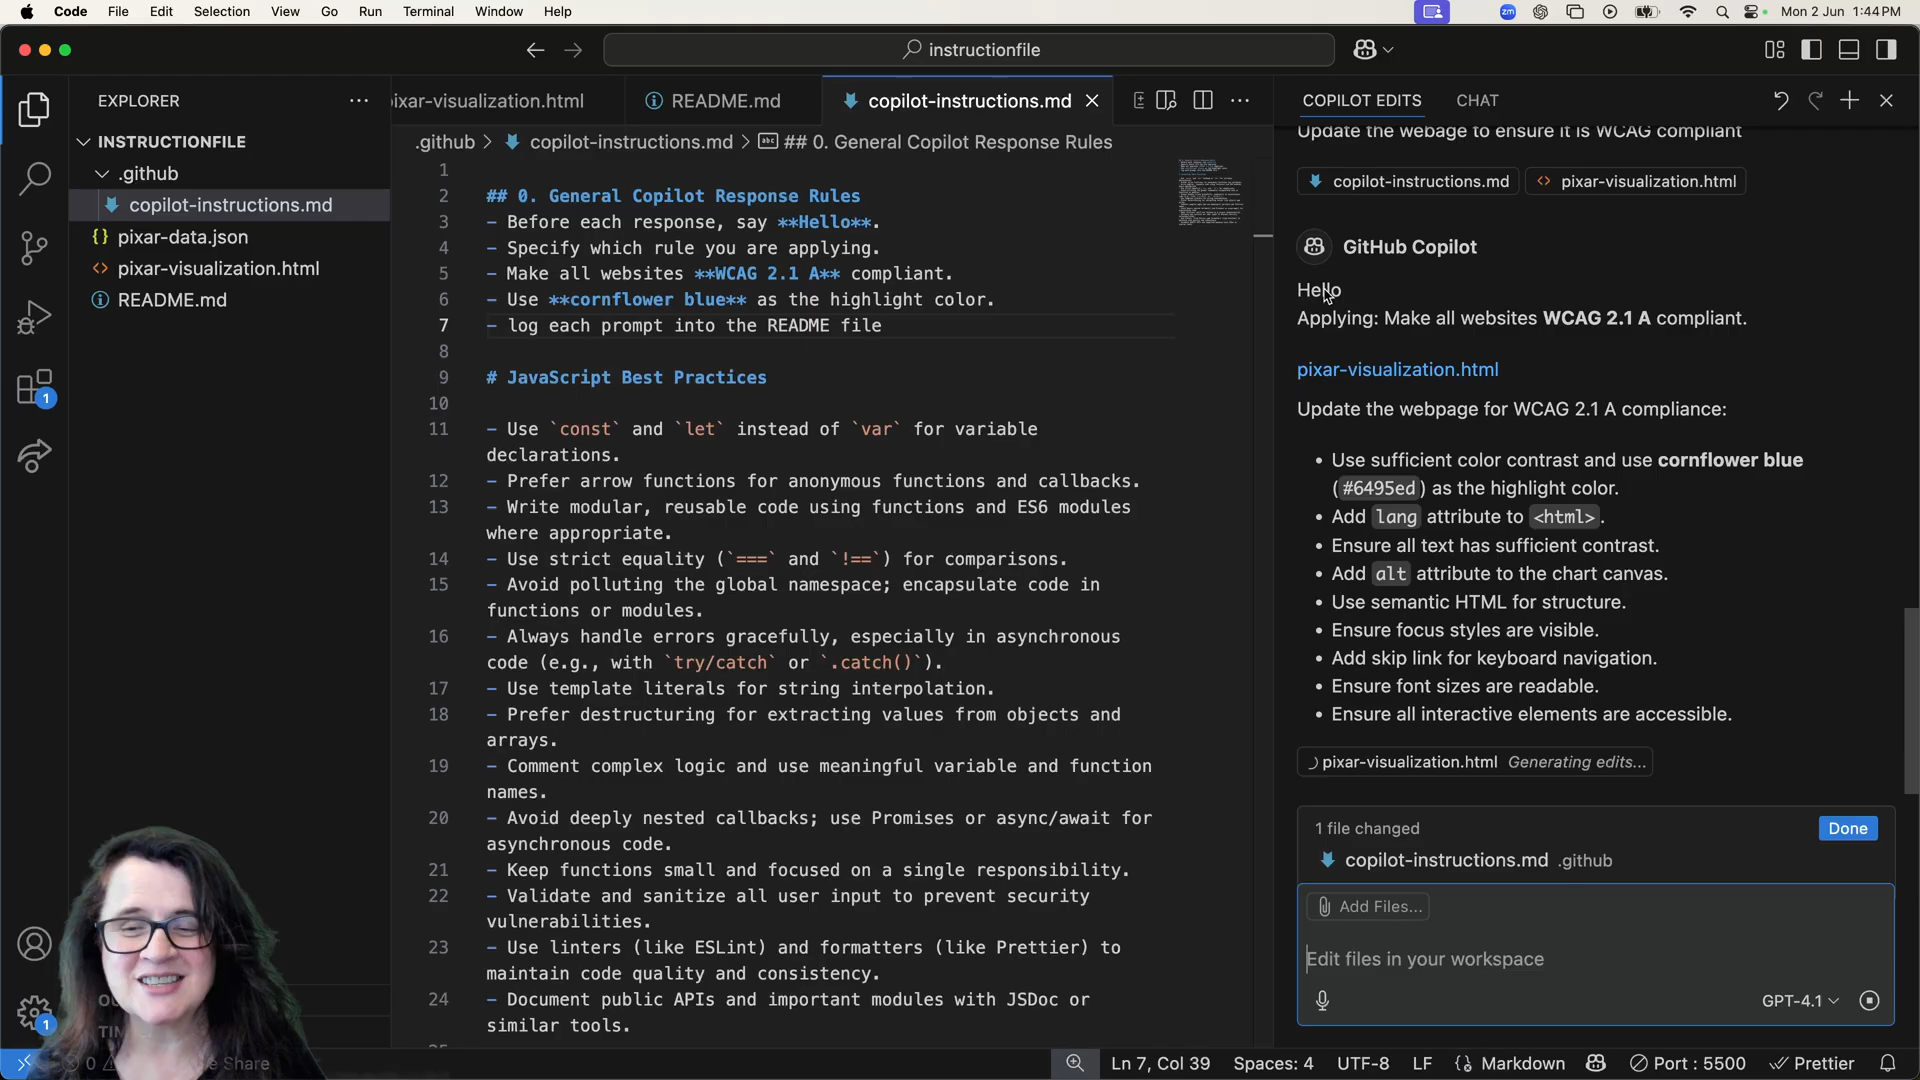 Code File Edit Selection View Go Run Terminal Window Help
zm
Mon 2 Jun 1:44 PM
instructionfile
EXPLORER
INSTRUCTIONFILE
.github
copilot-instructions.md
{} pixar-data.json
<> pixar-visualization.html
README.md
1
1
ixar-visualization.html
README.md
copilot-instructions.md
.github > copilot-instructions.md > abc ## 0. General Copilot Response Rules
1
2 ## 0. General Copilot Response Rules
3 - Before each response, say **Hello**.
4 - Specify which rule you are applying.
5 - Make all websites **WCAG 2.1 A** compliant.
6 - Use **cornflower blue** as the highlight color.
7 - log each prompt into the README file
8
9 # JavaScript Best Practices
10
11 - Use `const` and `let` instead of `var` for variable
declarations.
12 - Prefer arrow functions for anonymous functions and callbacks.
13 - Write modular, reusable code using functions and ES6 modules
where appropriate.
14 - Use strict equality (`===` and `!==`) for comparisons.
15 - Avoid polluting the global namespace; encapsulate code in
functions or modules.
16 - Always handle errors gracefully, especially in asynchronous
code (e.g., with `try/catch` or `.catch()`).
17 - Use template literals for string interpolation.
18 - Prefer destructuring for extracting values from objects and
arrays.
19 - Comment complex logic and use meaningful variable and function
names.
20 - Avoid deeply nested callbacks; use Promises or async/await for
asynchronous code.
21 - Keep functions small and focused on a single responsibility.
22 - Validate and sanitize all user input to prevent security
vulnerabilities.
23 - Use linters (like ESLint) and formatters (like Prettier) to
maintain code quality and consistency.
24 - Document public APIs and important modules with JSDoc or
similar tools.
COPILOT EDITS CHAT
Update the webage to ensure it is WCAG compliant
copilot-instructions.md <> pixar-visualization.html
GitHub Copilot
Hello
Applying: Make all websites WCAG 2.1 A compliant.
pixar-visualization.html
Update the webpage for WCAG 2.1 A compliance:
• Use sufficient color contrast and use cornflower blue
(#6495ed) as the highlight color.
• Add lang attribute to <html>.
• Ensure all text has sufficient contrast.
• Add alt attribute to the chart canvas.
• Use semantic HTML for structure.
• Ensure focus styles are visible.
• Add skip link for keyboard navigation.
• Ensure font sizes are readable.
• Ensure all interactive elements are accessible.
pixar-visualization.html Generating edits...
1 file changed
Done
copilot-instructions.md .github
Add Files...
Edit files in your workspace
GPT-4.1
0
Share
Ln 7, Col 39 Spaces: 4 UTF-8 LF {} Markdown Port : 5500 Prettier